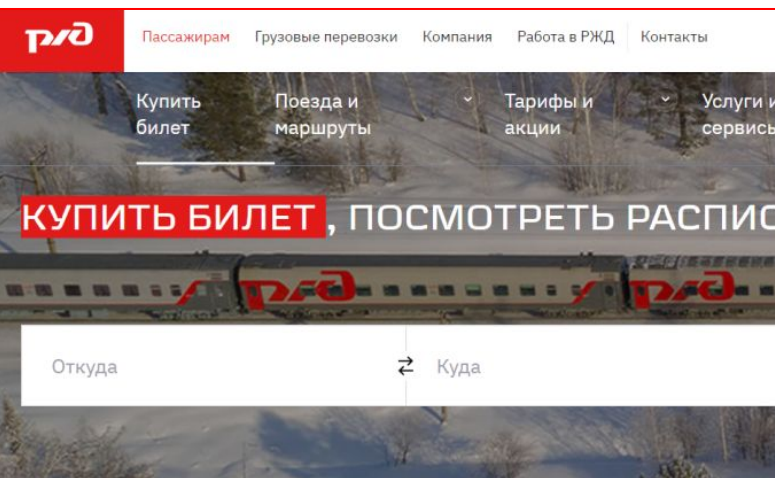 РЖД
Пассажирам Грузовые перевозки Компания Работа в РЖД Контакты
Купить Поезда и Тарифы и Услуги и
билет маршруты акции сервисы
КУПИТЬ БИЛЕТ, ПОСМОТРЕТЬ РАСПИС
РЖД РЖД
Откуда Куда